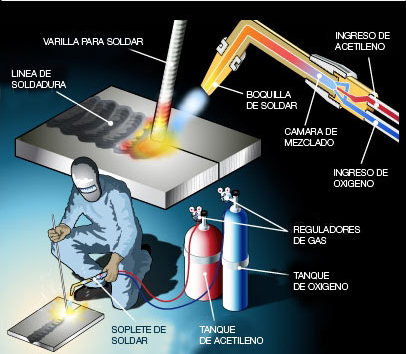 VARILLA PARA SOLDAR
LINEA DE
SOLDADURA
BOQUILLA
DE SOLDAR
CAMARA DE
MEZCLADO
INGRESO DE
ACETILENO
INGRESO DE
OXIGENO
REGULADORES
DE GAS
TANQUE
DE OXIGENO
SOPLETE DE
SOLDAR
TANQUE
DE ACETILENO